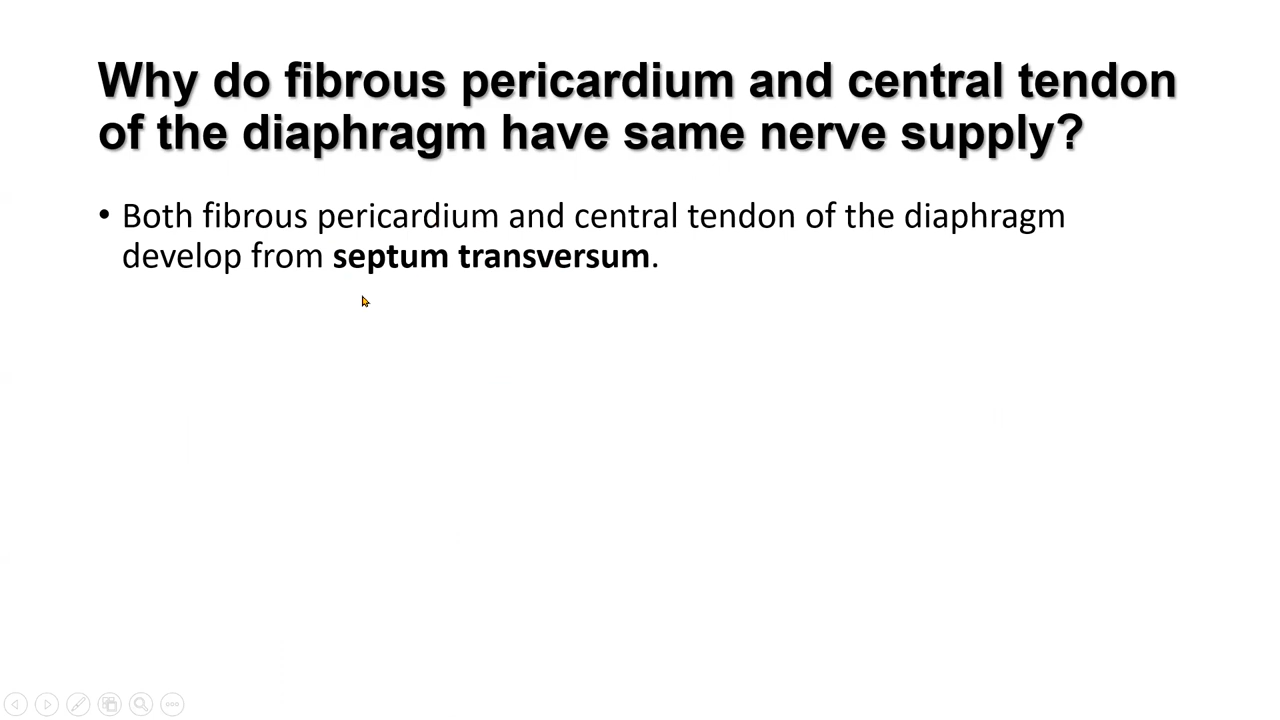 Why do fibrous pericardium and central tendon
of the diaphragm have same nerve supply?
• Both fibrous pericardium and central tendon of the diaphragm
develop from septum transversum.